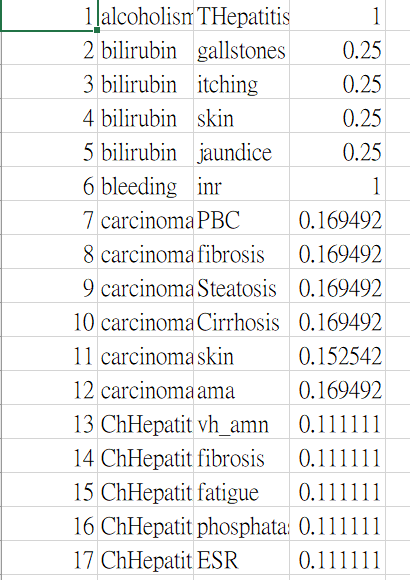 1 alcoholism THepatitis 1
2 bilirubin gallstones 0.25
3 bilirubin itching 0.25
4 bilirubin skin 0.25
5 bilirubin jaundice 0.25
6 bleeding inr 1
7 carcinoma PBC 0.169492
8 carcinoma fibrosis 0.169492
9 carcinoma Steatosis 0.169492
10 carcinoma Cirrhosis 0.169492
11 carcinoma skin 0.152542
12 carcinoma ama 0.169492
13 ChHepatit vh_amn 0.111111
14 ChHepatit fibrosis 0.111111
15 ChHepatit fatigue 0.111111
16 ChHepatit phosphata 0.111111
17 ChHepatit ESR 0.111111